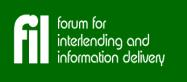 fil
forum for
interlending and
information delivery